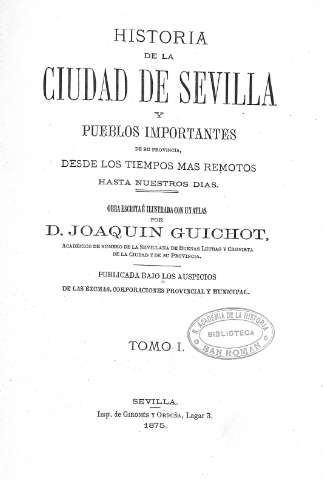 HISTORIA
DE LA
CIUDAD DE SEVILLA
Y
PUEBLOS IMPORTANTES
DE SU PROVINCIA,
DESDE LOS TIEMPOS MAS REMOTOS
HASTA NUESTROS DIAS.
OBRA ESCRITA É ILUSTRADA CON UN ATLAS
POR
D. JOAQUIN GUICHOT,
ACADÉMICO DE NÚMERO DE LA SEVILLANA DE BUENAS LETRAS Y CRONISTA
DE LA CIUDAD Y DE SU PROVINCIA.
PUBLICADA BAJO LOS AUSPICIOS
DE LAS EXCMAS. CORPORACIONES PROVINCIAL Y MUNICIPAL.
R. ACADEMIA DE LA HISTORIA
BIBLIOTECA
SAN ROMAN
TOMO I.
SEVILLA.
Imp. de GIRONÉS Y ORDUÑA, Lagar 3.
1875.